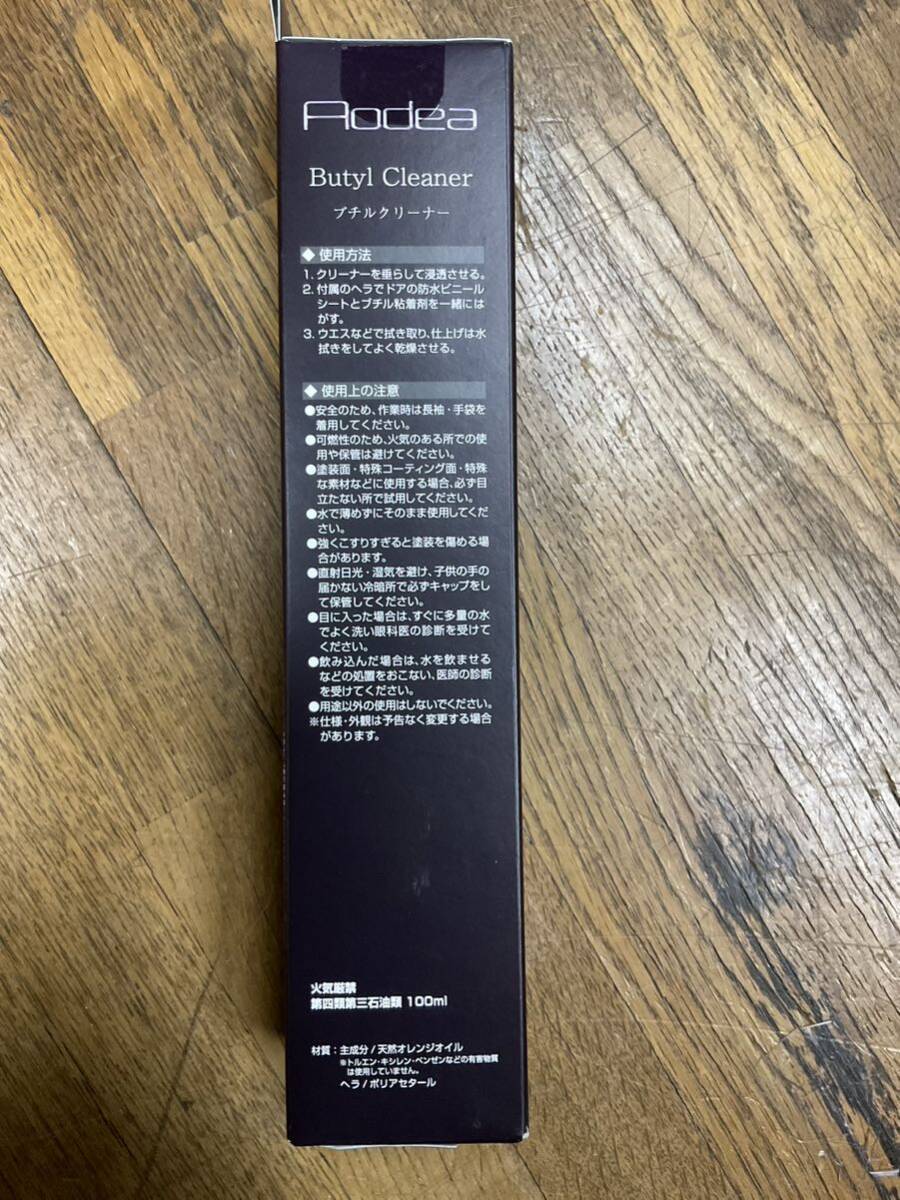 Aodea
Butyl Cleaner
ブチルクリーナー
◆ 使用方法
1. クリーナーを垂らして浸透させる。
2. 付属のヘラでドアの防水ビニール
シートとブチル粘着剤を一緒には
がす。
3. ウエスなどで拭き取り、仕上げは水
拭きをしてよく乾燥させる。
◆ 使用上の注意
●安全のため、作業時は長袖・手袋を
着用してください。
●可燃性のため、火気のある所での使
用や保管は避けてください。
●塗装面・特殊コーティング面・特殊
な素材などに使用する場合、必ず目
立たない所で試用してください。
●水で薄めずにそのまま使用してくだ
さい。
●強くこすりすぎると塗装を傷める場
合があります。
●直射日光・湿気を避け、子供の手の
届かない冷暗所で必ずキャップをし
て保管してください。
●目に入った場合は、すぐに多量の水
でよく洗い眼科医の診断を受けて
ください。
●飲み込んだ場合は、水を飲ませる
などの処置をおこない、医師の診断
を受けてください。
●用途以外の使用はしないでください。
※仕様・外観は予告なく変更する場合
があります。
火気厳禁
第四類第三石油類 100ml
材質：主成分/天然オレンジオイル
※トルエン・キシレン・ベンゼンなどの有害物質
は使用していません。
ヘラ/ポリアセタール